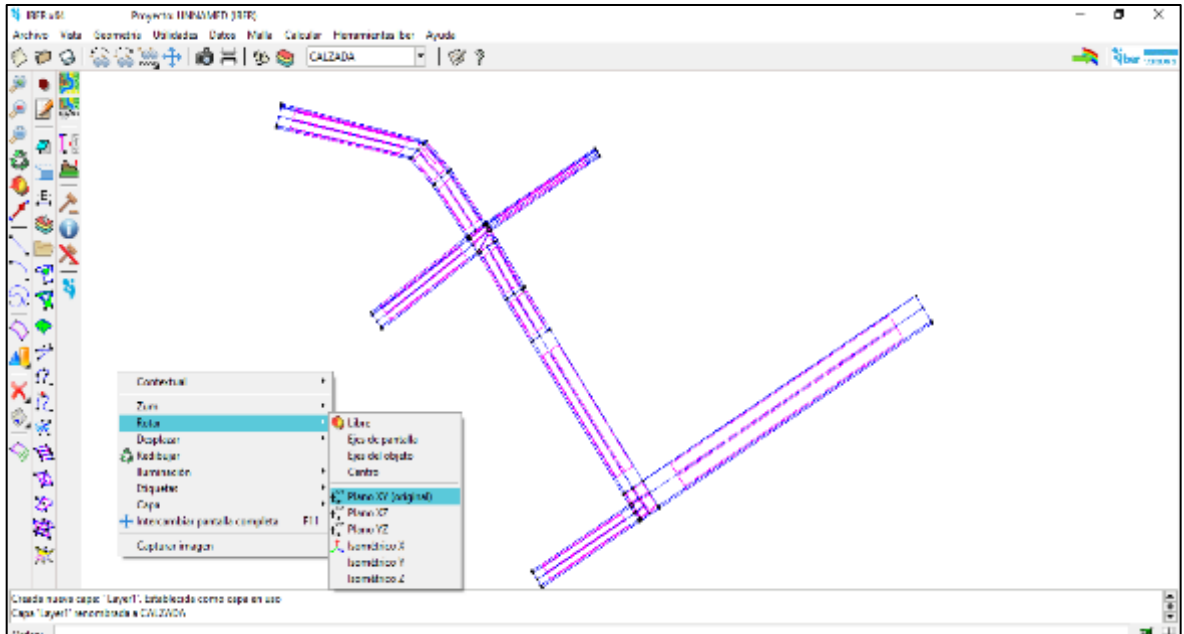 IBER x64 Proyecto: UNNAMED (IBER)
Archivo Vista Geometría Utilidades Datos Malla Calcular Herramientas Iber Ayuda
CALZADA
iber
Contextual
Zum
Rotar
Desplazar
Redibujar
Iluminación
Etiquetas
Capa
Intercambiar pantalla completa F11
Capturar imagen
Libre
Ejes de pantalla
Ejes del objeto
Centro
Plano XY (original)
Plano XZ
Plano YZ
Isométrico X
Isométrico Y
Isométrico Z
Creada nueva capa: 'Layer1'. Establecida como capa en uso
Capa 'Layer1' renombrada a CALZADA